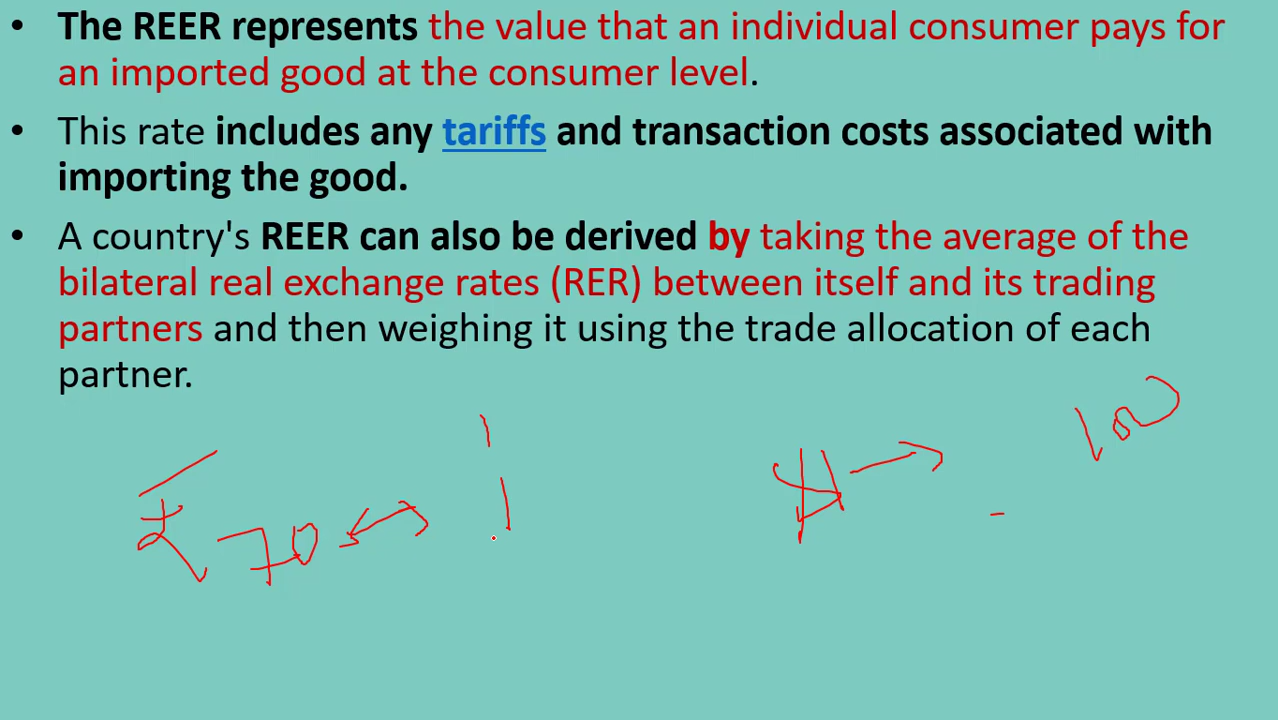 • The REER represents the value that an individual consumer pays for
an imported good at the consumer level.
• This rate includes any tariffs and transaction costs associated with
importing the good.
• A country's REER can also be derived by taking the average of the
bilateral real exchange rates (RER) between itself and its trading
partners and then weighing it using the trade allocation of each
partner.
100
₹ 70 ↔ 1
$ →